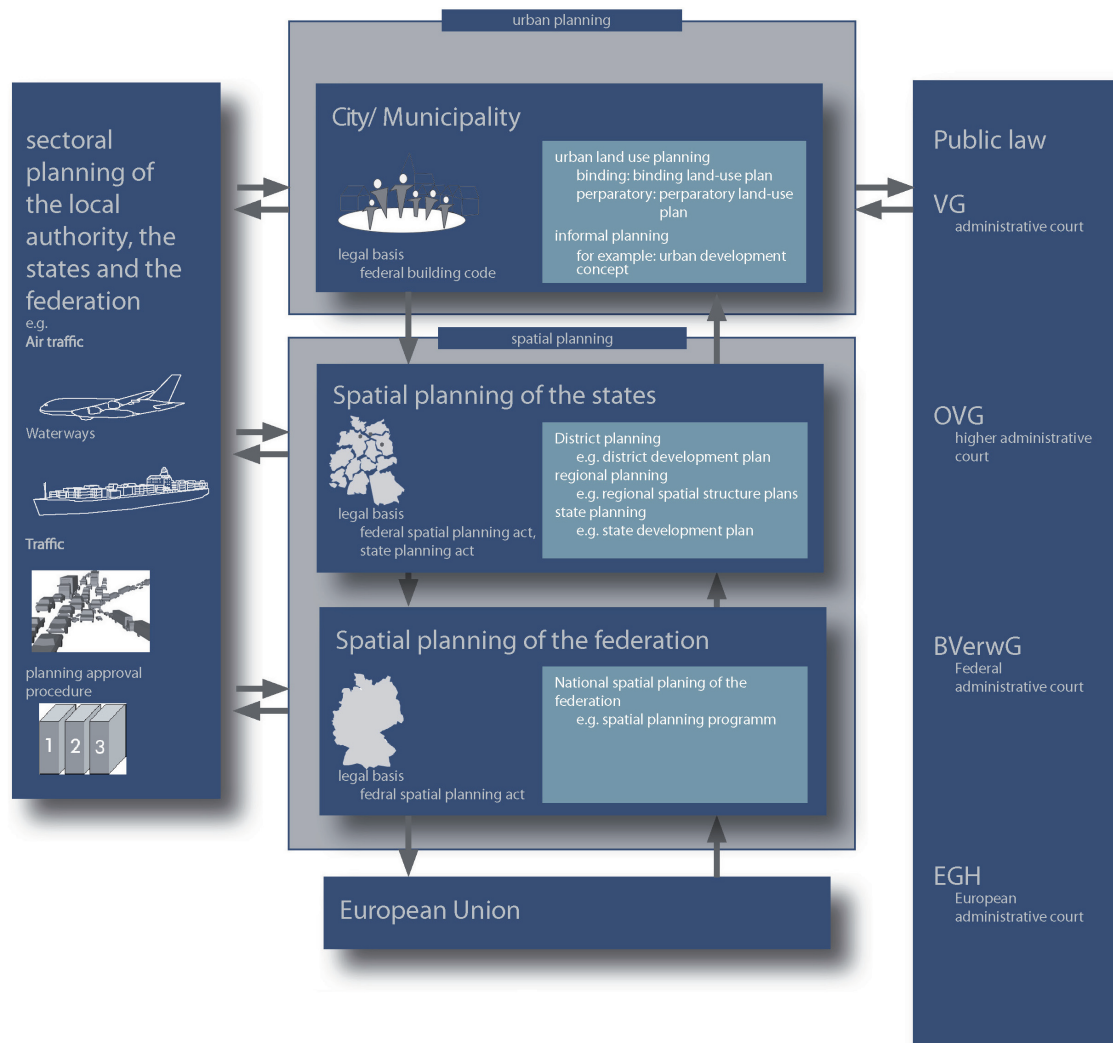 urban planning
sectoral
planning of
the local
authority, the
states and the
federation
e.g.
Air traffic
Waterways
Traffic
planning approval
procedure
1 2 3
City/ Municipality
legal basis
federal building code
urban land use planning
binding: binding land-use plan
perparatory: perparatory land-use
plan
informal planning
for example: urban development
concept
spatial planning
Spatial planning of the states
legal basis
federal spatial planning act,
state planning act
District planning
e.g. district development plan
regional planning
e.g. regional spatial structure plans
state planning
e.g. state development plan
Spatial planning of the federation
legal basis
fedral spatial planning act
National spatial planing of the
federation
e.g. spatial planning programm
European Union
Public law
VG
administrative court
OVG
higher administrative
court
BVerwG
Federal
administrative court
EGH
European
administrative court